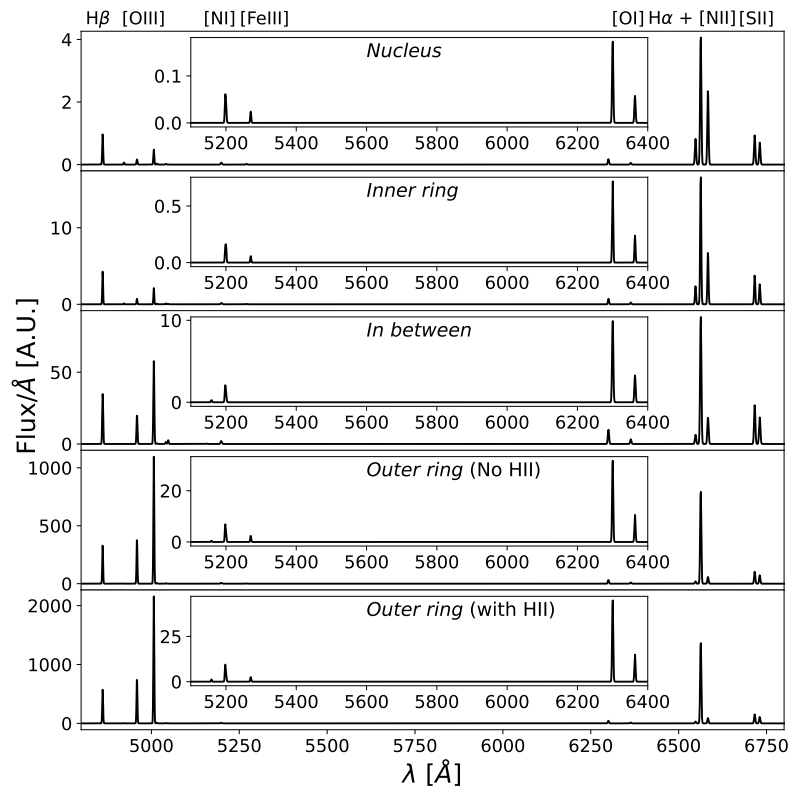 Hβ [OIII] [NI] [FeIII] [OI] Hα + [NII] [SII]
Flux/Å [A.U.]
Nucleus
4
2
0
0.1
0.0
5200 5400 5600 5800 6000 6200 6400
Inner ring
10
0
0.5
0.0
5200 5400 5600 5800 6000 6200 6400
In between
50
0
10
0
5200 5400 5600 5800 6000 6200 6400
Outer ring (No HII)
1000
500
0
20
0
5200 5400 5600 5800 6000 6200 6400
Outer ring (with HII)
2000
1000
0
25
0
5200 5400 5600 5800 6000 6200 6400
5000 5250 5500 5750 6000 6250 6500 6750
λ [Å]